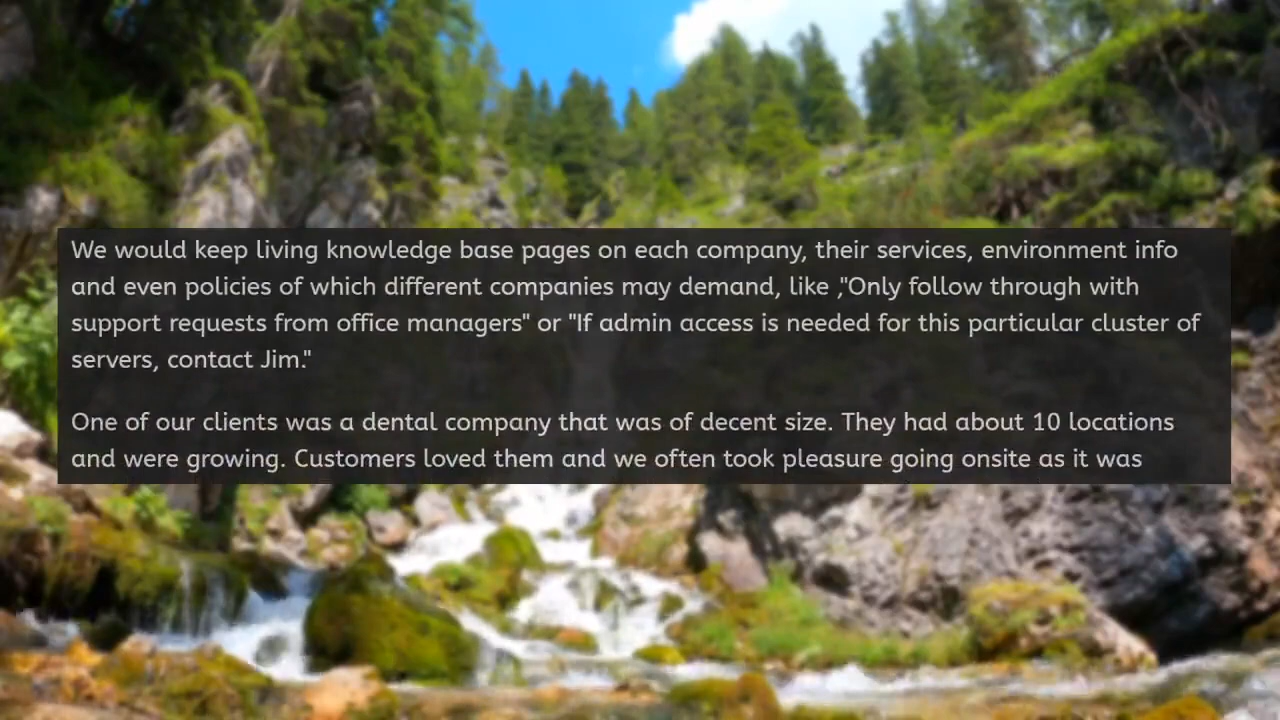 We would keep living knowledge base pages on each company, their services, environment info
and even policies of which different companies may demand, like ,"Only follow through with
support requests from office managers" or "If admin access is needed for this particular cluster of
servers, contact Jim."
One of our clients was a dental company that was of decent size. They had about 10 locations
and were growing. Customers loved them and we often took pleasure going onsite as it was